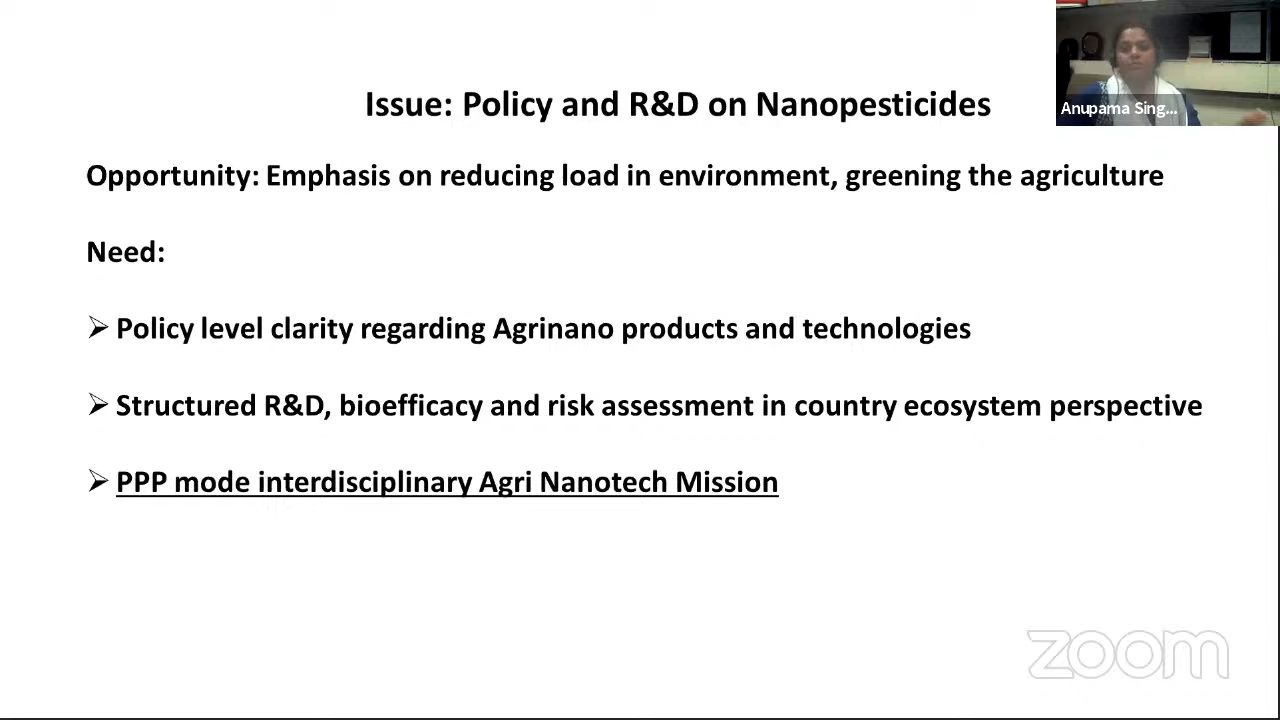 Issue: Policy and R&D on Nanopesticides
Anupama Sing...
Opportunity: Emphasis on reducing load in environment, greening the agriculture
Need:
➢ Policy level clarity regarding Agrinano products and technologies
➢ Structured R&D, bioefficacy and risk assessment in country ecosystem perspective
➢ PPP mode interdisciplinary Agri Nanotech Mission
zoom